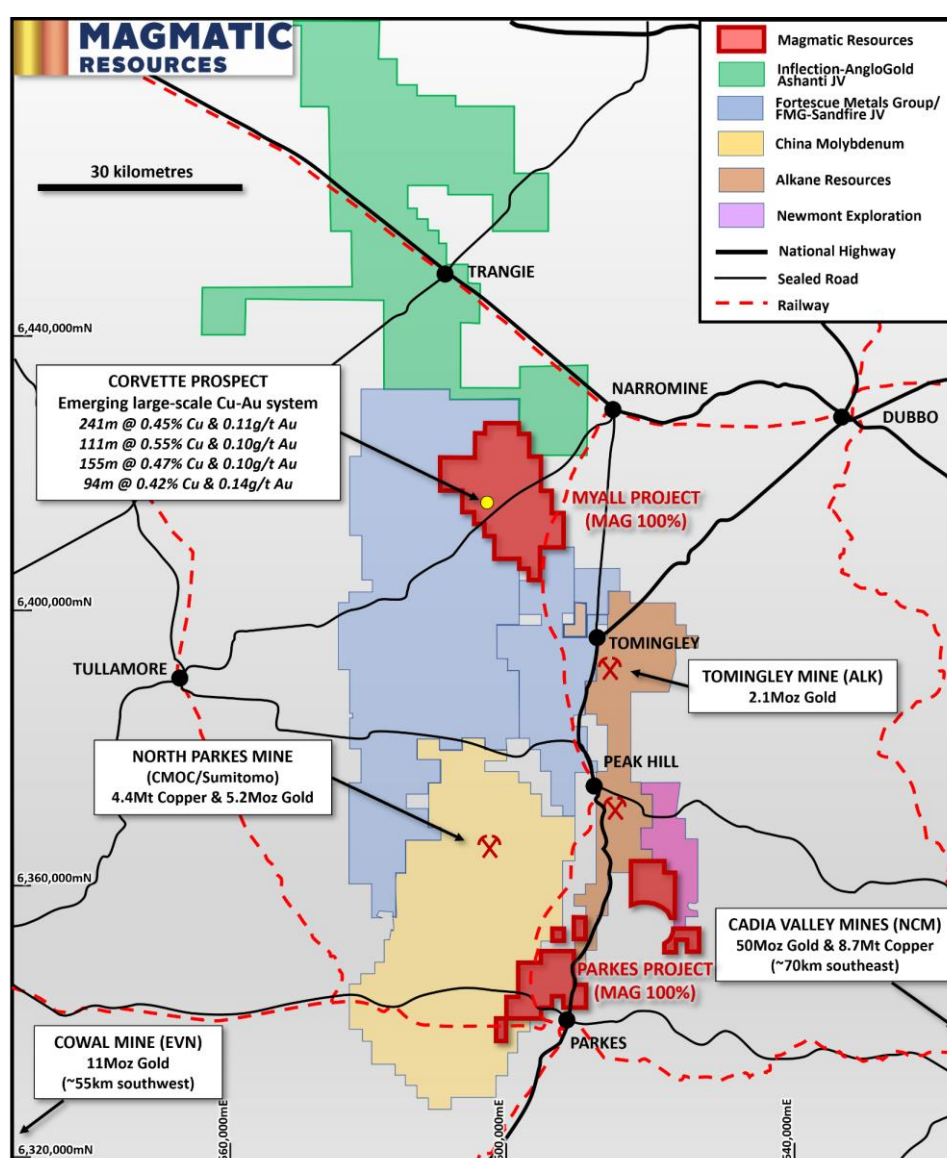 MAGMATIC
RESOURCES
Magmatic Resources
Inflection-AngloGold
Ashanti JV
Fortescue Metals Group/
FMG-Sandfire JV
China Molybdenum
Alkane Resources
Newmont Exploration
National Highway
Sealed Road
Railway
30 kilometres
TRANGIE
6,440,000mN
CORVETTE PROSPECT
Emerging large-scale Cu-Au system
241m @ 0.45% Cu & 0.11g/t Au
111m @ 0.55% Cu & 0.10g/t Au
155m @ 0.47% Cu & 0.10g/t Au
94m @ 0.42% Cu & 0.14g/t Au
NARROMINE
DUBBO
MYALL PROJECT
(MAG 100%)
6,400,000mN
TOMINGLEY
TULLAMORE
TOMINGLEY MINE (ALK)
2.1Moz Gold
NORTH PARKES MINE
(CMOC/Sumitomo)
4.4Mt Copper & 5.2Moz Gold
PEAK HILL
6,360,000mN
CADIA VALLEY MINES (NCM)
50Moz Gold & 8.7Mt Copper
(~70km southeast)
PARKES PROJECT
(MAG 100%)
PARKES
COWAL MINE (EVN)
11Moz Gold
(~55km southwest)
6,320,000mN